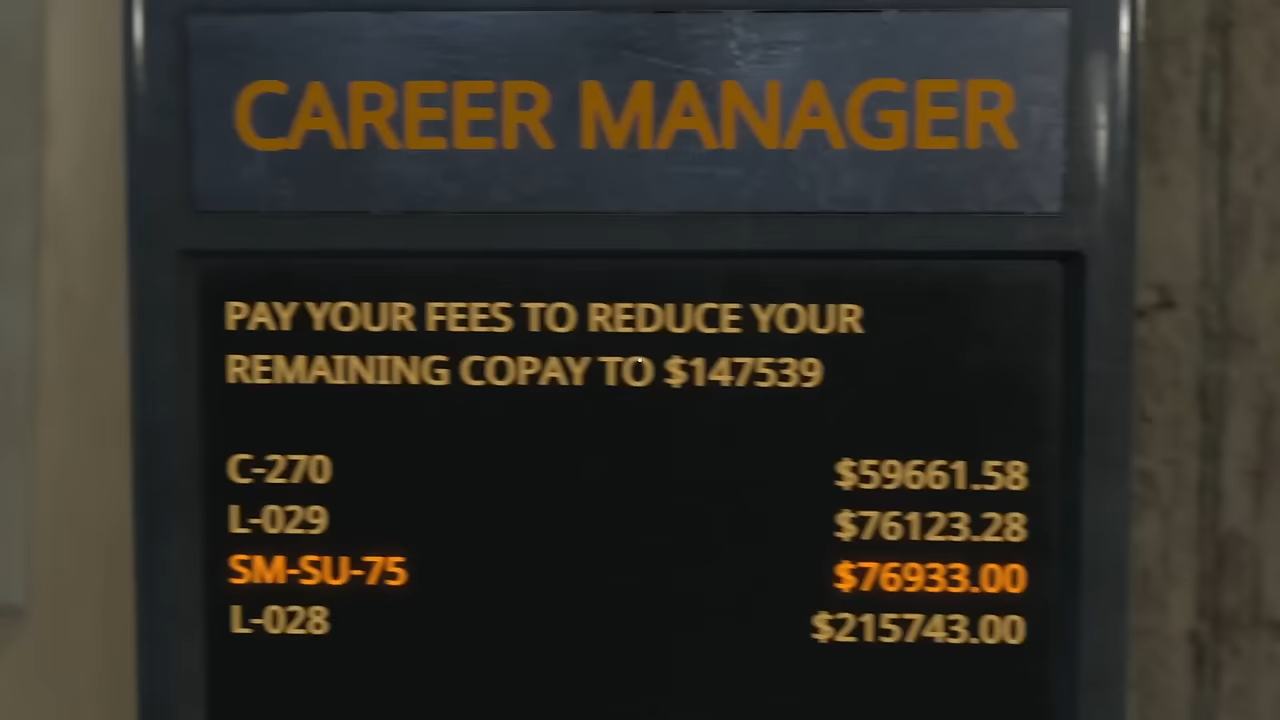 CAREER MANAGER
PAY YOUR FEES TO REDUCE YOUR
REMAINING COPAY TO $147539
C-270 $59661.58
L-029 $76123.28
SM-SU-75 $76933.00
L-028 $215743.00